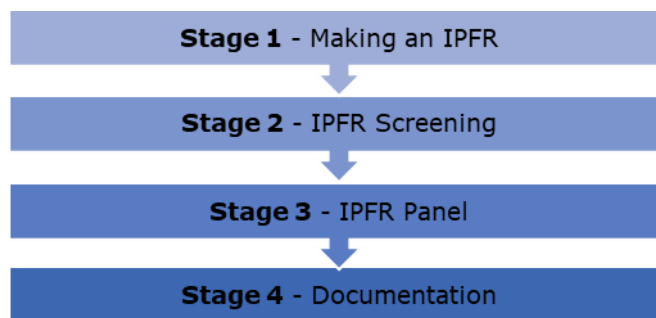 Stage 1 - Making an IPFR
Stage 2 - IPFR Screening
Stage 3 - IPFR Panel
Stage 4 - Documentation